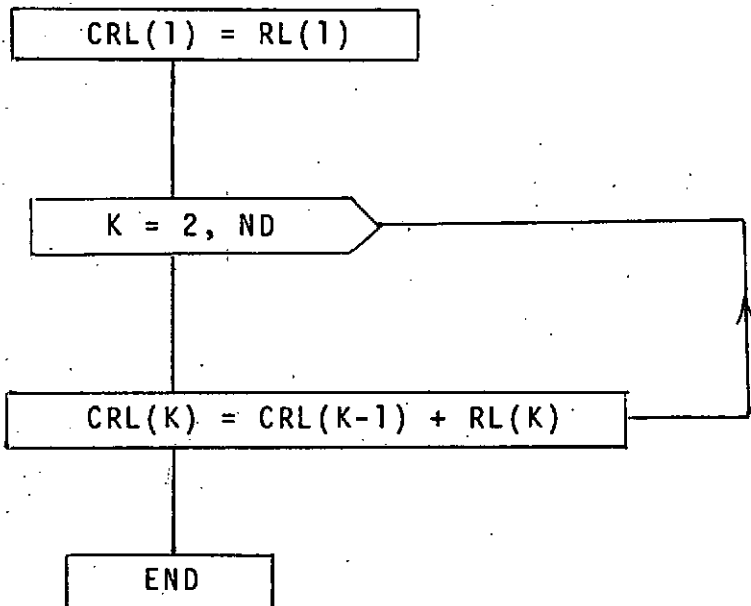 CRL(1) = RL(1)
K = 2, ND
CRL(K) = CRL(K-1) + RL(K)
END